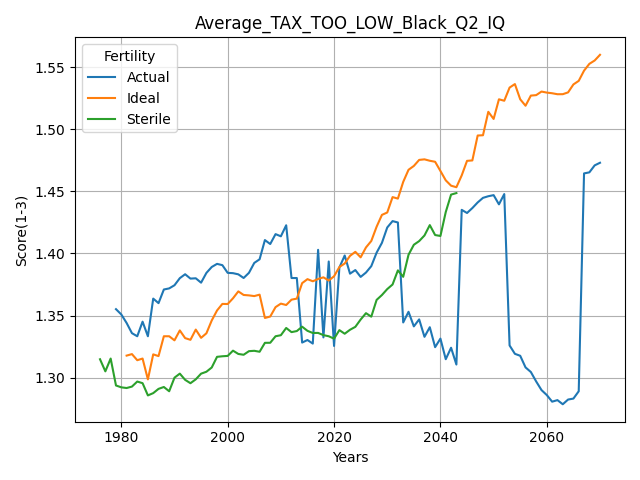 Average_TAX_TOO_LOW_Black_Q2_IQ
Fertility
Actual
Ideal
Sterile
Score(1-3)
1.55
1.50
1.45
1.40
1.35
1.30
1980 2000 2020 2040 2060
Years